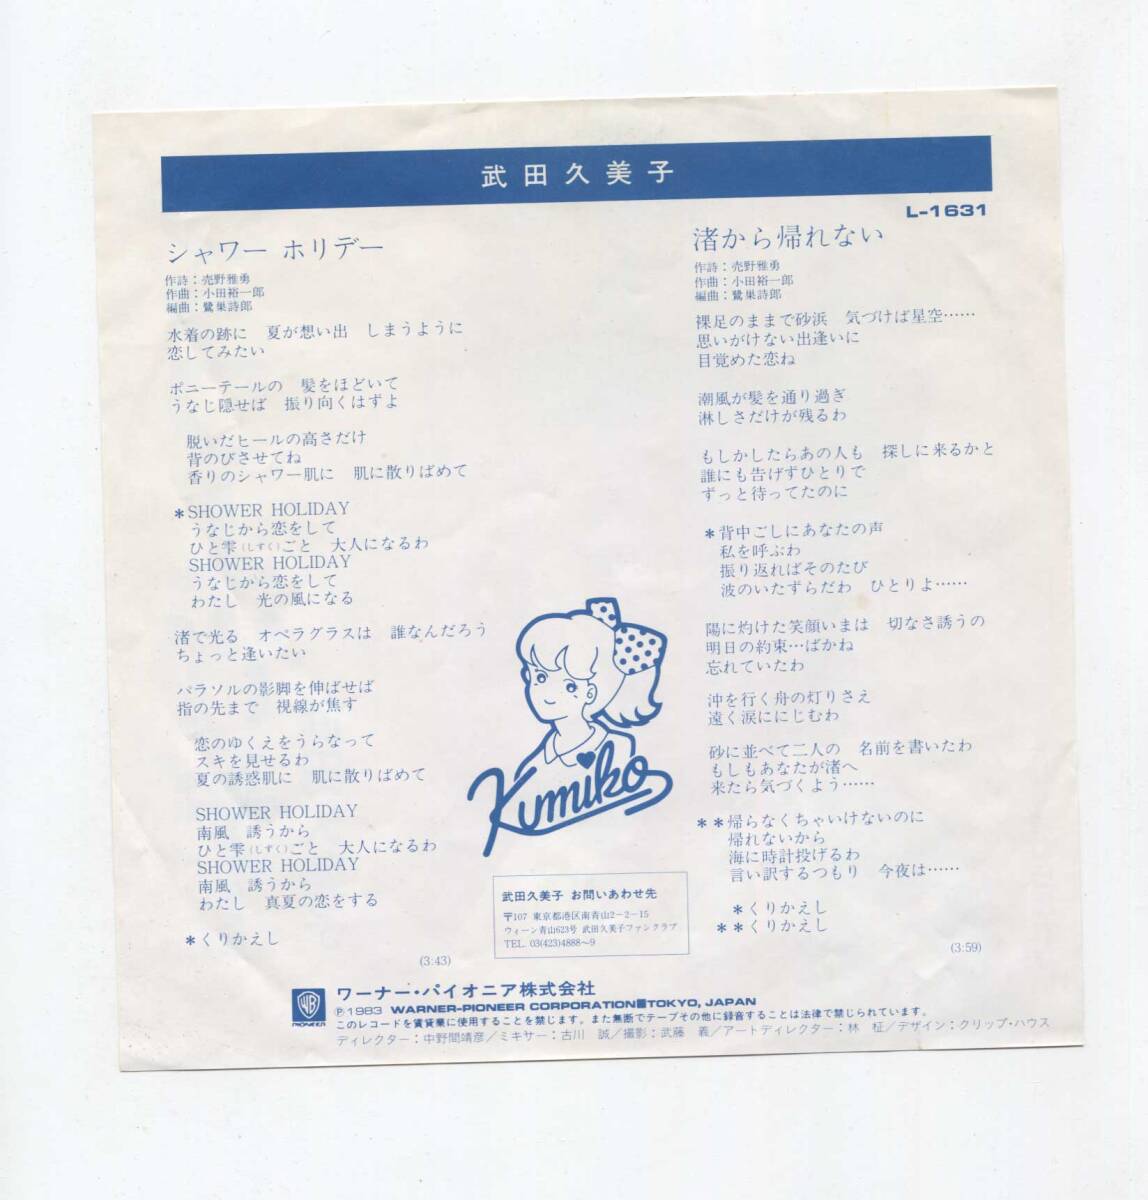 武田久美子
L-1631
シャワー ホリデー
作詩：売野雅勇
作曲：小田裕一郎
編曲：鷺巣詩郎
水着の跡に　夏が想い出　しまうように
恋してみたい
ポニーテールの　髪をほどいて
うなじ隠せば　振り向くはずよ
脱いだヒールの高さだけ
背のびさせてね
香りのシャワー肌に　肌に散りばめて
＊SHOWER HOLIDAY
うなじから恋をして
ひと雫(しずく)ごと　大人になるわ
SHOWER HOLIDAY
うなじから恋をして
わたし　光の風になる
渚で光る　オペラグラスは　誰なんだろう
ちょっと逢いたい
パラソルの影脚を伸ばせば
指の先まで　視線が焦す
恋のゆくえをうらなって
スキを見せるわ
夏の誘惑肌に　肌に散りばめて
SHOWER HOLIDAY
南風　誘うから
ひと雫(しずく)ごと　大人になるわ
SHOWER HOLIDAY
南風　誘うから
わたし　真夏の恋をする
＊くりかえし
(3:43)
渚から帰れない
作詩：売野雅勇
作曲：小田裕一郎
編曲：鷺巣詩郎
裸足のままで砂浜　気づけば星空……
思いがけない出逢いに
目覚めた恋ね
潮風が髪を通り過ぎ
淋しさだけが残るわ
もしかしたらあの人も　探しに来るかと
誰にも告げずひとりで
ずっと待ってたのに
＊背中ごしにあなたの声
私を呼ぶわ
振り返ればそのたび
波のいたずらだわ　ひとりよ……
陽に灼けた笑顔いまは　切なさ誘うの
明日の約束…ばかね
忘れていたわ
沖を行く舟の灯りさえ
遠く涙ににじむわ
砂に並べて二人の　名前を書いたわ
もしもあなたが渚へ
来たら気づくよう……
＊＊帰らなくちゃいけないのに
帰れないから
海に時計投げるわ
言い訳するつもり　今夜は……
＊くりかえし
＊＊くりかえし
(3:59)
Kumiko
武田久美子 お問いあわせ先
〒107 東京都港区南青山2－2－15
ウィーン青山623号 武田久美子ファンクラブ
TEL. 03(423)4888～9
WB
PIONEER
ワーナー・パイオニア株式会社
Ⓟ1983 WARNER-PIONEER CORPORATION■TOKYO, JAPAN
このレコードを賃貸業に使用することを禁じます。また無断でテープその他に録音することは法律で禁じられています。
ディレクター：中野間靖彦／ミキサー：古川　誠／撮影：武藤　義／アートディレクター：林　柾／デザイン：クリップ・ハウス